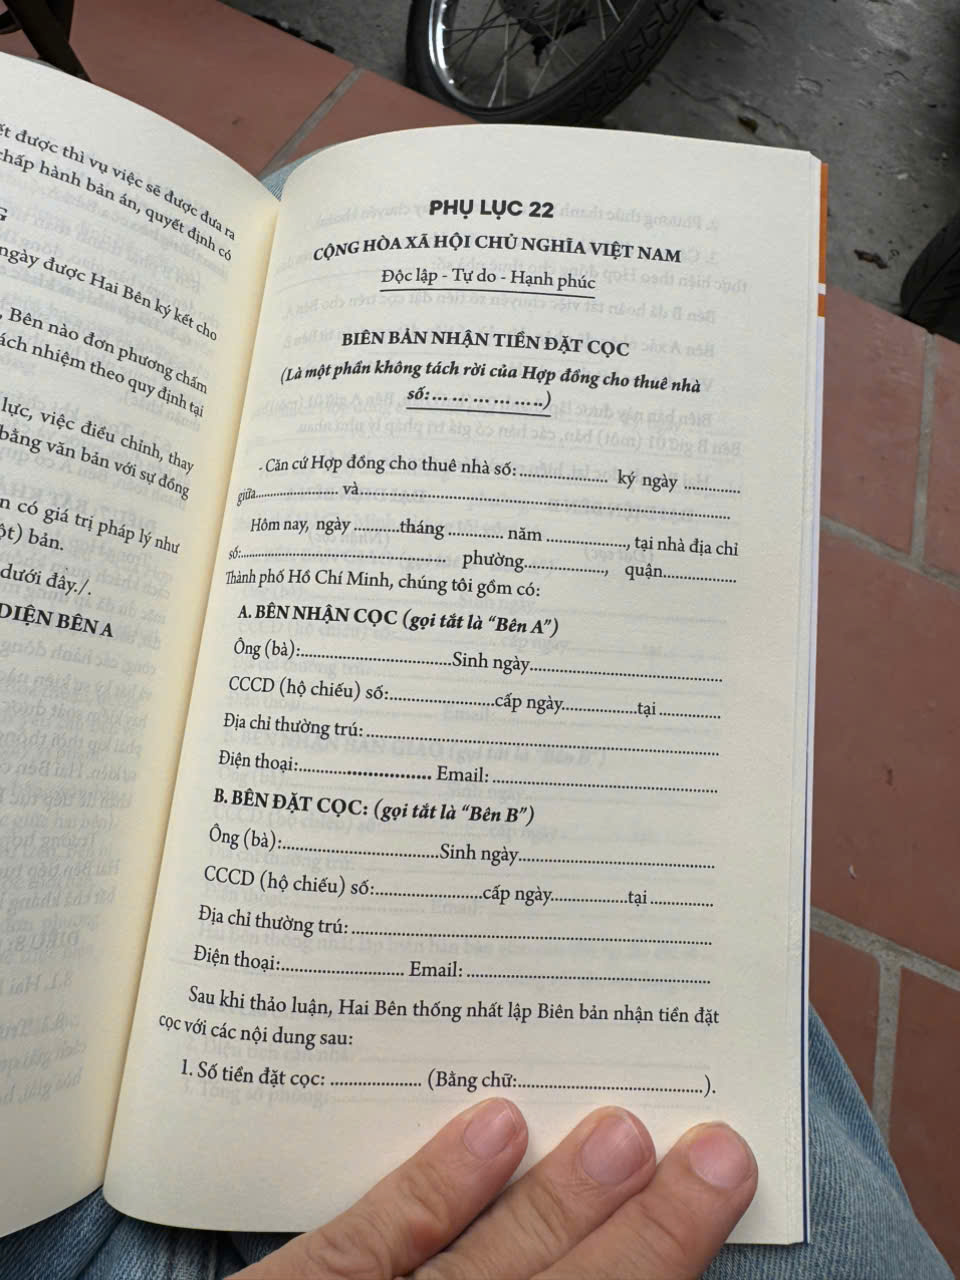 ết được thì vụ việc sẽ được đưa ra
chấp hành bản án, quyết định có
G
ngày được Hai Bên ký kết cho
, Bên nào đơn phương chấm
ách nhiệm theo quy định tại
lực, việc điều chỉnh, thay
bằng văn bản với sự đồng
n có giá trị pháp lý như
ột) bản.
dưới đây./.
DIỆN BÊN A
PHỤ LỤC 22
CỘNG HÒA XÃ HỘI CHỦ NGHĨA VIỆT NAM
Độc lập - Tự do - Hạnh phúc
BIÊN BẢN NHẬN TIỀN ĐẶT CỌC
(Là một phần không tách rời của Hợp đồng cho thuê nhà
số: … … … … … ..)
- Căn cứ Hợp đồng cho thuê nhà số: ..................... ký ngày .............
giữa.................... và........................................................................................
Hôm nay, ngày ..........tháng ............. năm ..................., tại nhà địa chỉ
số:................................................. phường..................., quận.................
Thành phố Hồ Chí Minh, chúng tôi gồm có:
A. BÊN NHẬN CỌC (gọi tắt là “Bên A”)
Ông (bà):....................................Sinh ngày..............................................
CCCD (hộ chiếu) số:.........................cấp ngày..................tại ...............
Địa chỉ thường trú: ....................................................................................
Điện thoại:................................ Email: ......................................................
B. BÊN ĐẶT CỌC: (gọi tắt là “Bên B”)
Ông (bà):.....................................Sinh ngày..............................................
CCCD (hộ chiếu) số:.........................cấp ngày..................tại ...............
Địa chỉ thường trú: ....................................................................................
Điện thoại:............................. Email: ..........................................................
Sau khi thảo luận, Hai Bên thống nhất lập Biên bản nhận tiền đặt
cọc với các nội dung sau:
1. Số tiền đặt cọc: ...................... (Bằng chữ:............................................).